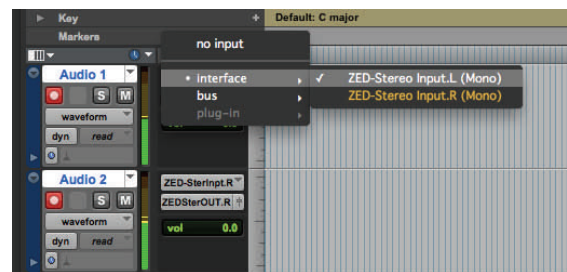 Key + Default: C major
Markers
no input
Audio 1
interface ✓ ZED-Stereo Input.L (Mono)
S M
bus ZED-Stereo Input.R (Mono)
waveform
plug-in
dyn read
Audio 2
ZED-SterInpt.R
S M
ZEDSterOUT.R
waveform
vol 0.0
dyn read